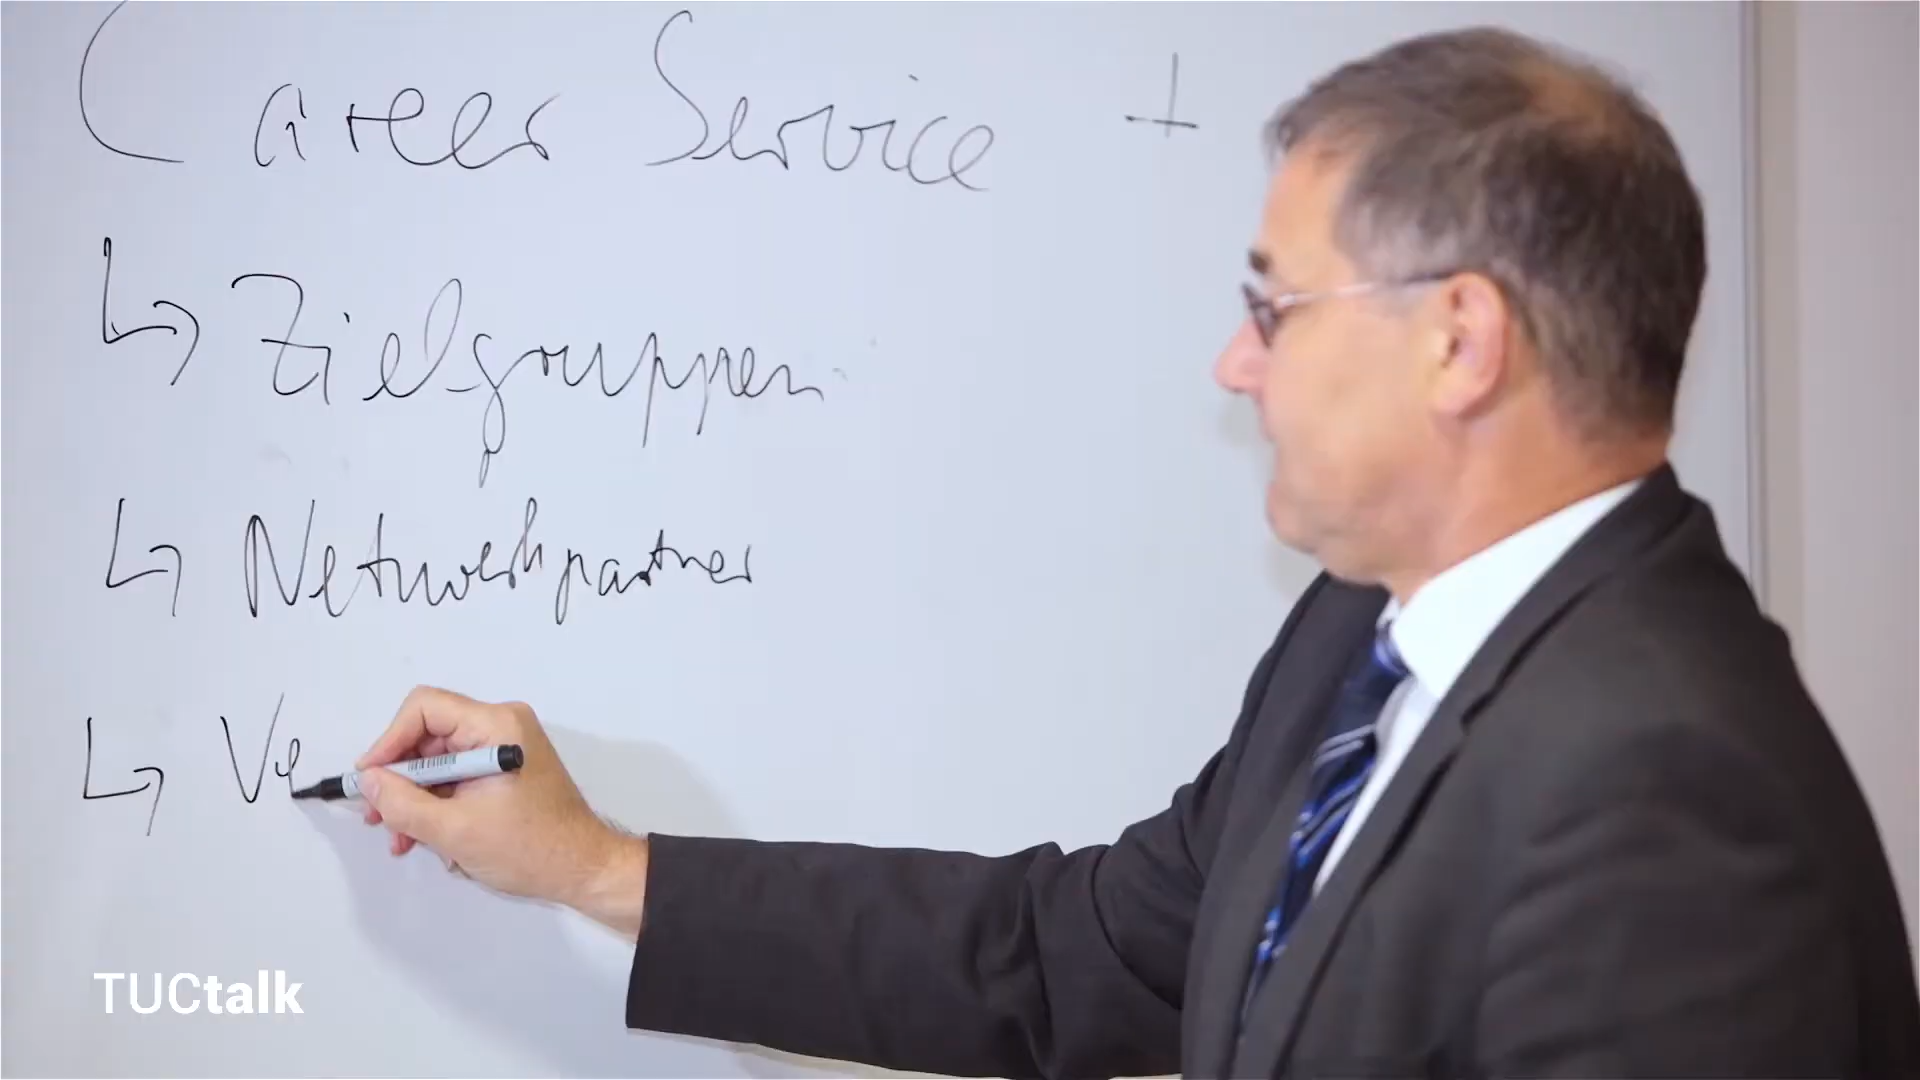 Career Service +
↳ Zielgruppen
↳ Netzwerkpartner
↳ Ve
TUCtalk